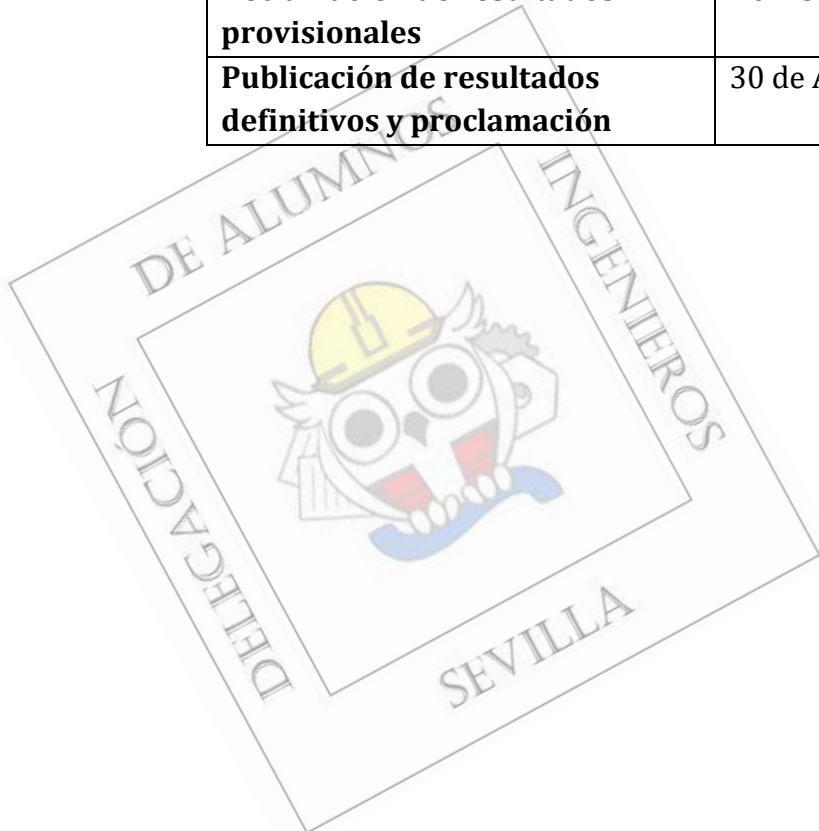 provisionales
Publicación de resultados
30 de
definitivos y proclamación
DE ALUMNOS
INGENIEROS
DELEGACIÓN
SEVILLA